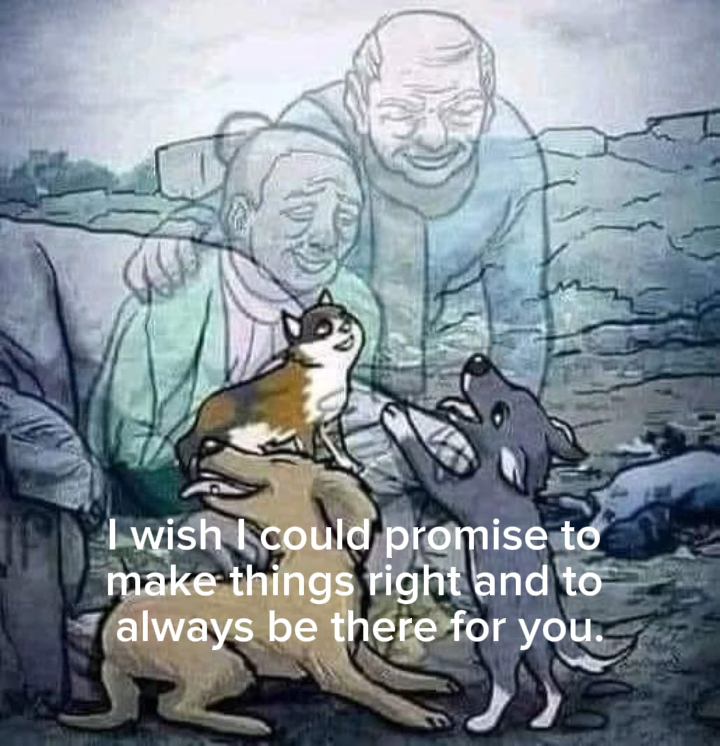 I wish I could promise to
make things right and to
always be there for you.